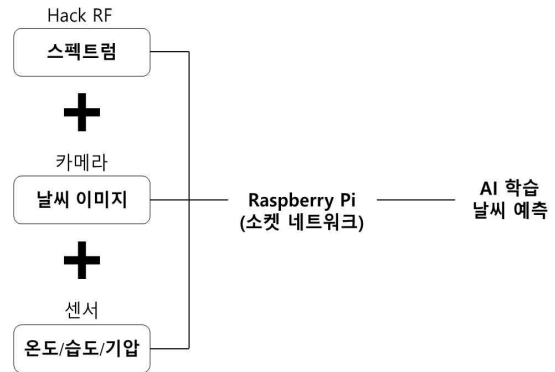 Hack RF
스펙트럼
카메라
날씨 이미지
센서
온도/습도/기압
Raspberry Pi
(소켓 네트워크)
AI 학습
날씨 예측